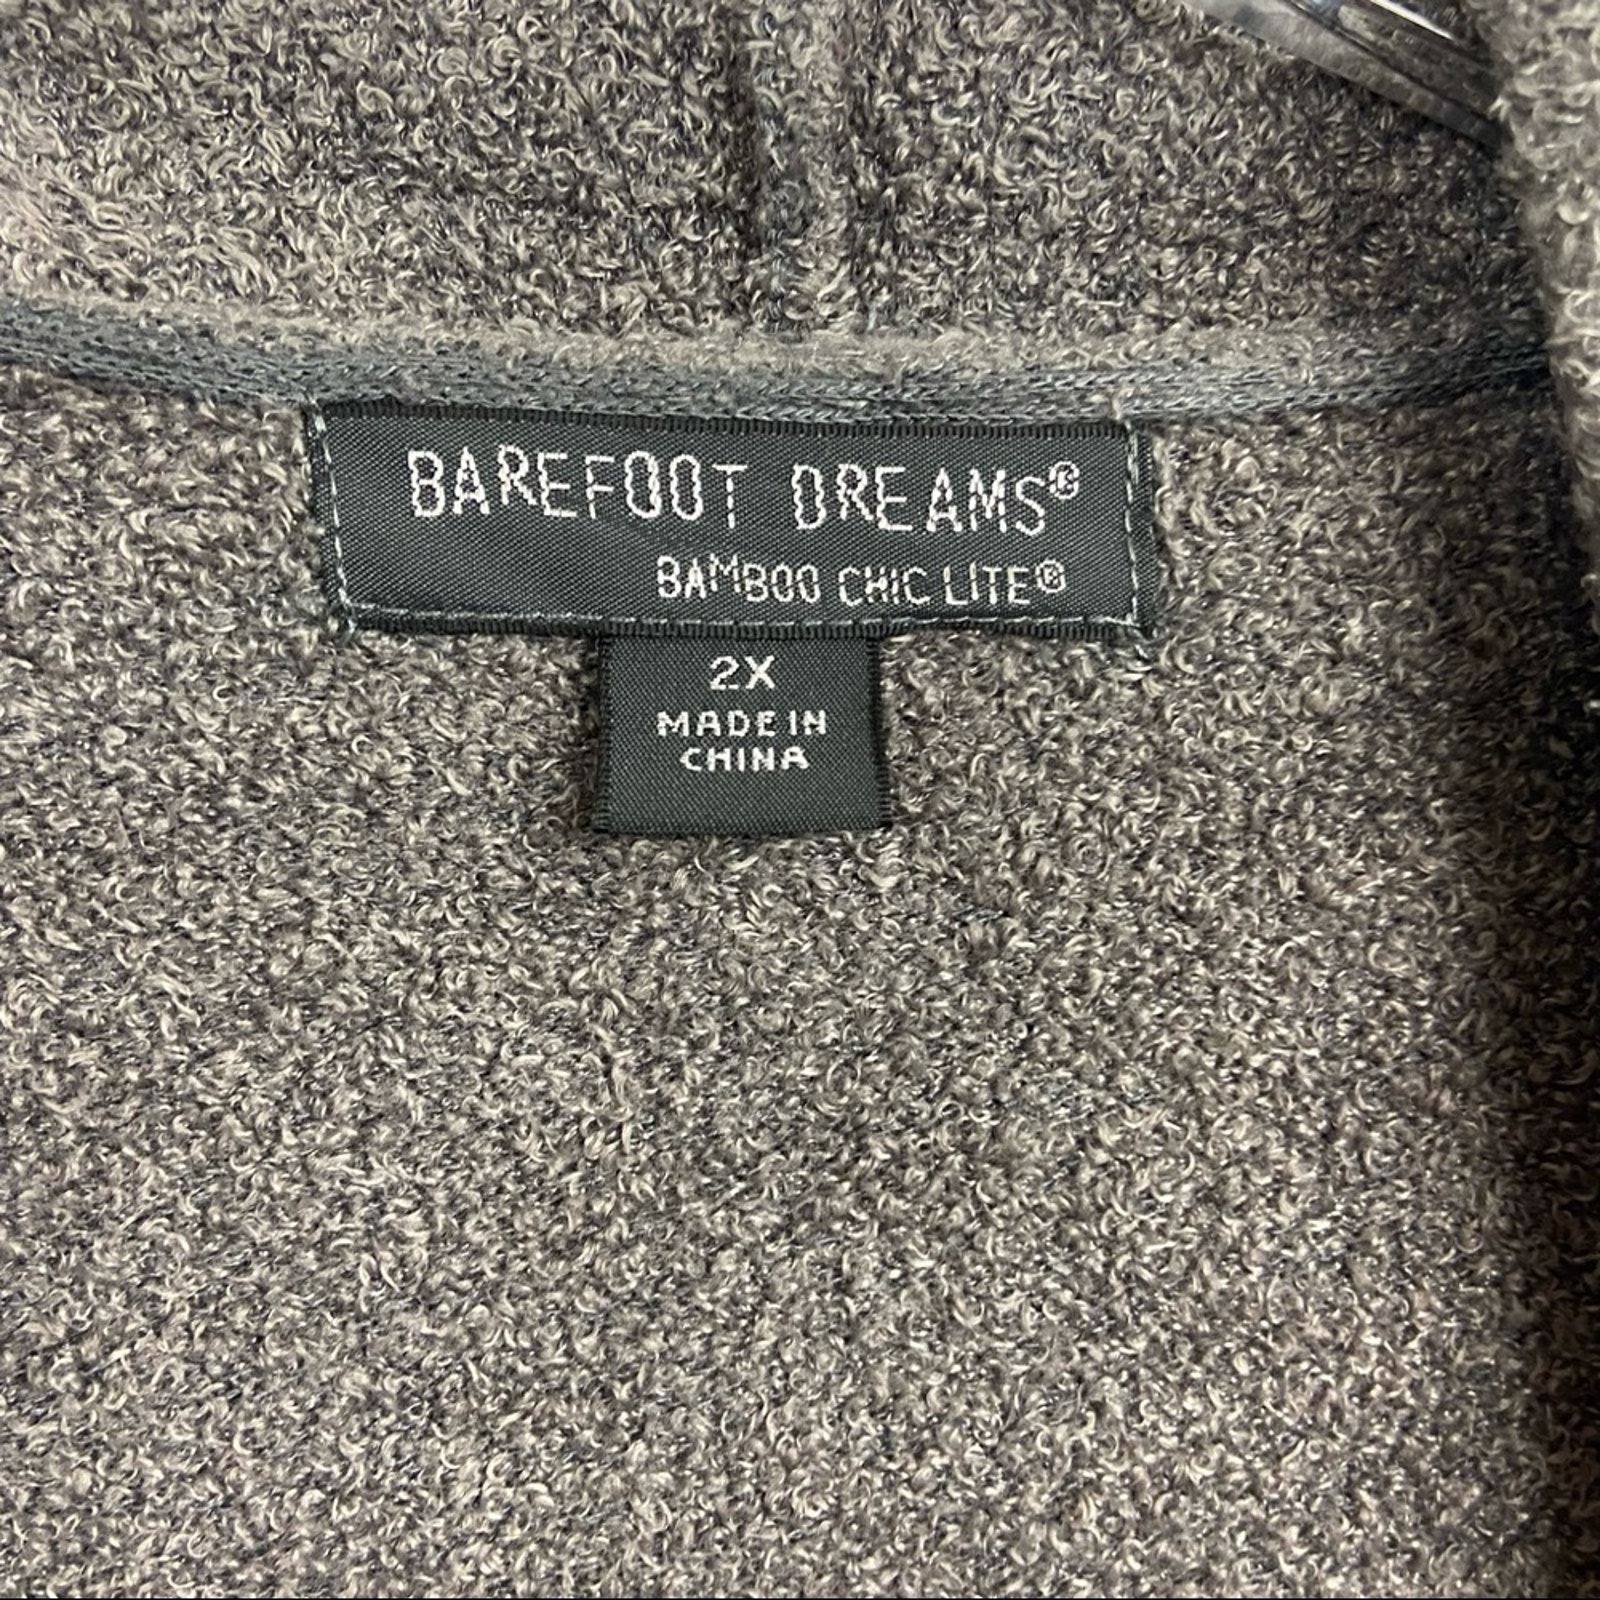 BAREFOOT DREAMS®
BAMBOO CHIC LITE®
2X
MADE IN
CHINA